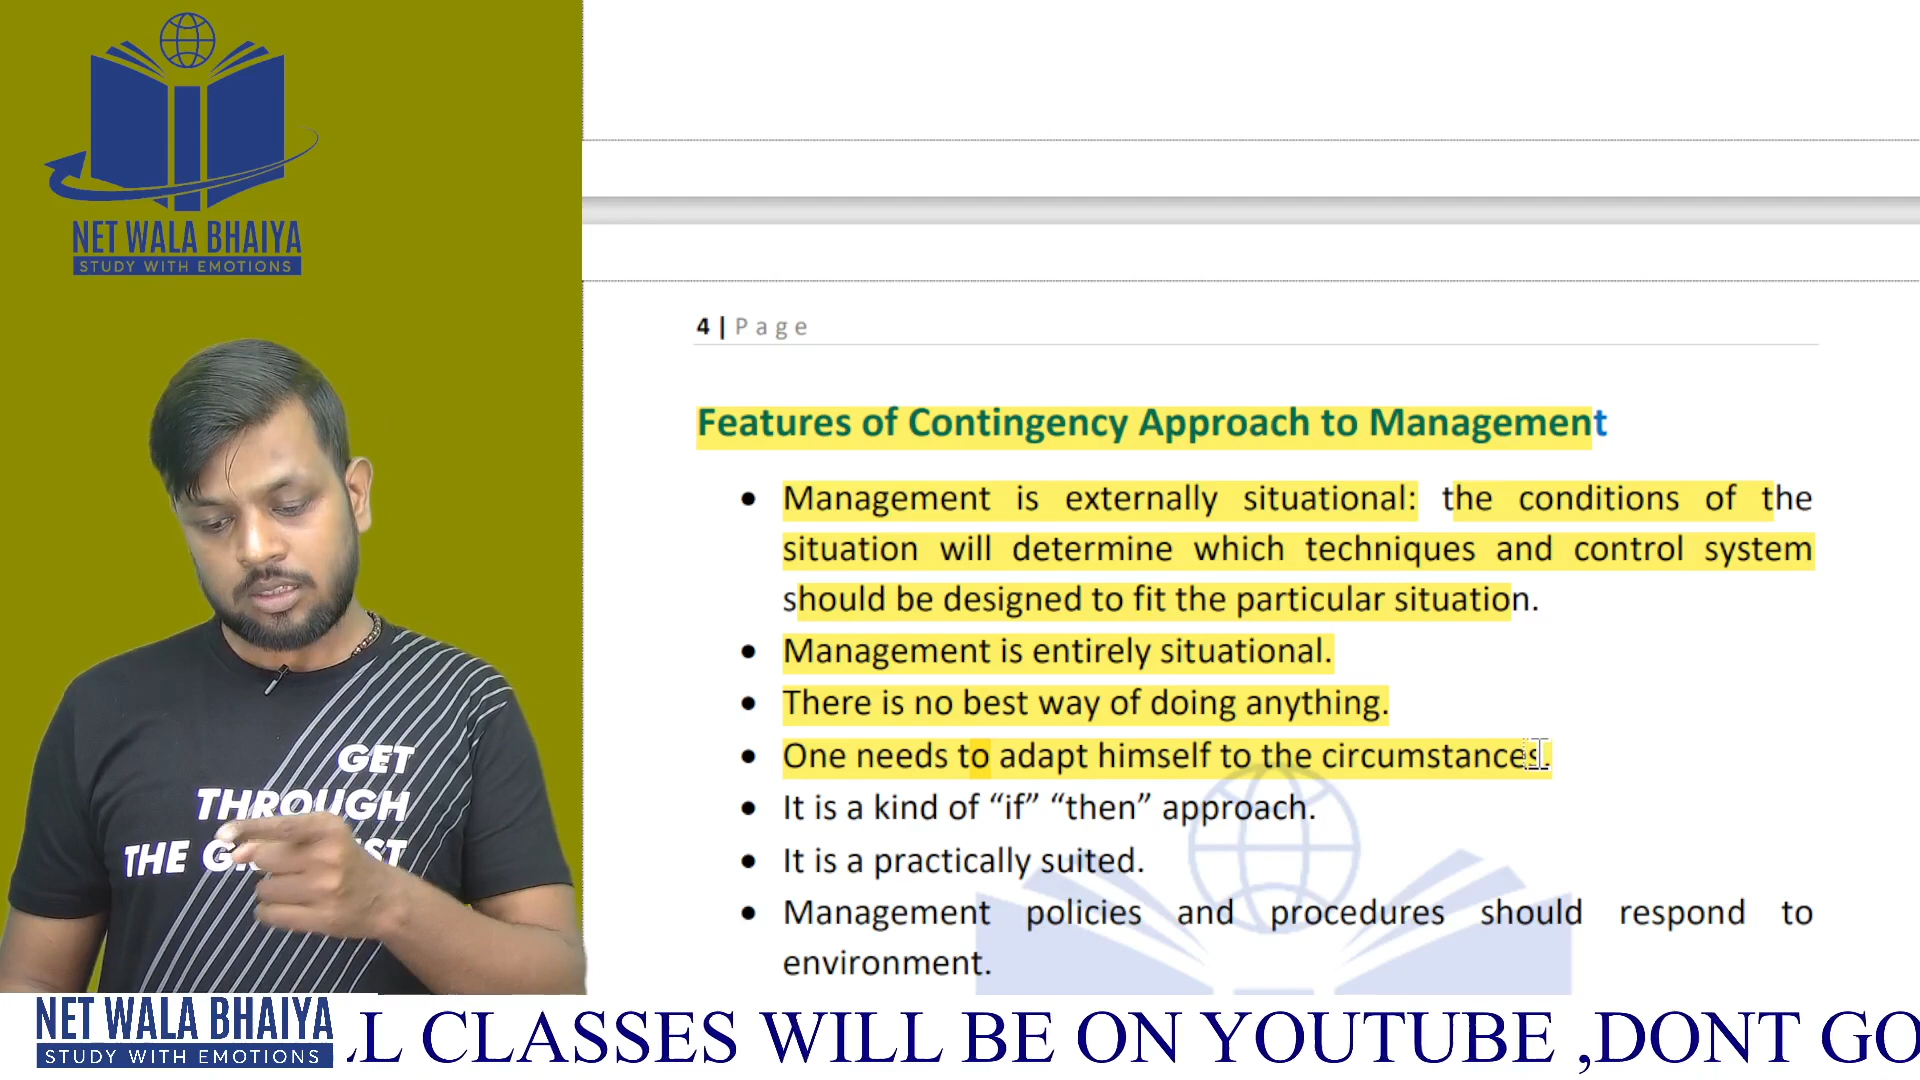 NET WALA BHAIYA
STUDY WITH EMOTIONS
4 | Page
Features of Contingency Approach to Management
• Management is externally situational: the conditions of the
situation will determine which techniques and control system
should be designed to fit the particular situation.
• Management is entirely situational.
• There is no best way of doing anything.
• One needs to adapt himself to the circumstances.
• It is a kind of “if” “then” approach.
• It is a practically suited.
• Management policies and procedures should respond to
environment.
GET
THROUGH
THE
NET WALA BHAIYA
STUDY WITH EMOTIONS
L CLASSES WILL BE ON YOUTUBE ,DONT GO